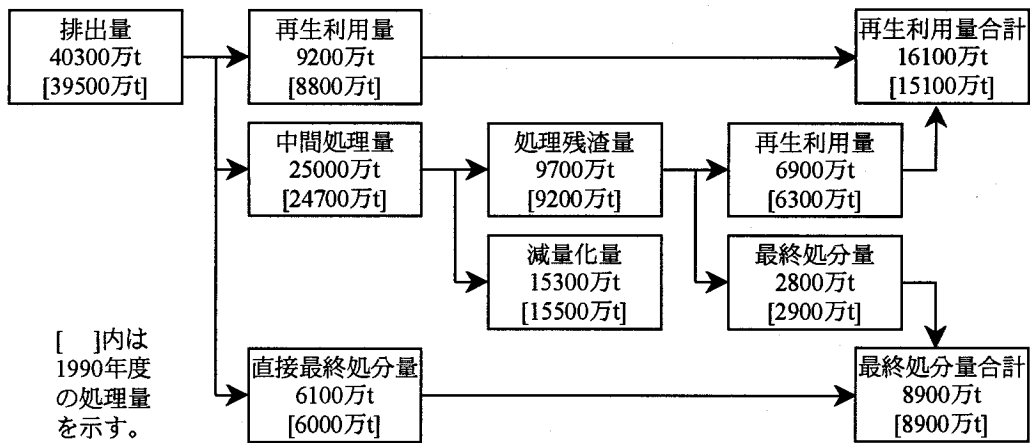 排出量
40300万t
[39500万t]
再生利用量
9200万t
[8800万t]
再生利用量合計
16100万t
[15100万t]
中間処理量
25000万t
[24700万t]
処理残渣量
9700万t
[9200万t]
再生利用量
6900万t
[6300万t]
減量化量
15300万t
[15500万t]
最終処分量
2800万t
[2900万t]
[　]内は
1990年度
の処理量
を示す。
直接最終処分量
6100万t
[6000万t]
最終処分量合計
8900万t
[8900万t]